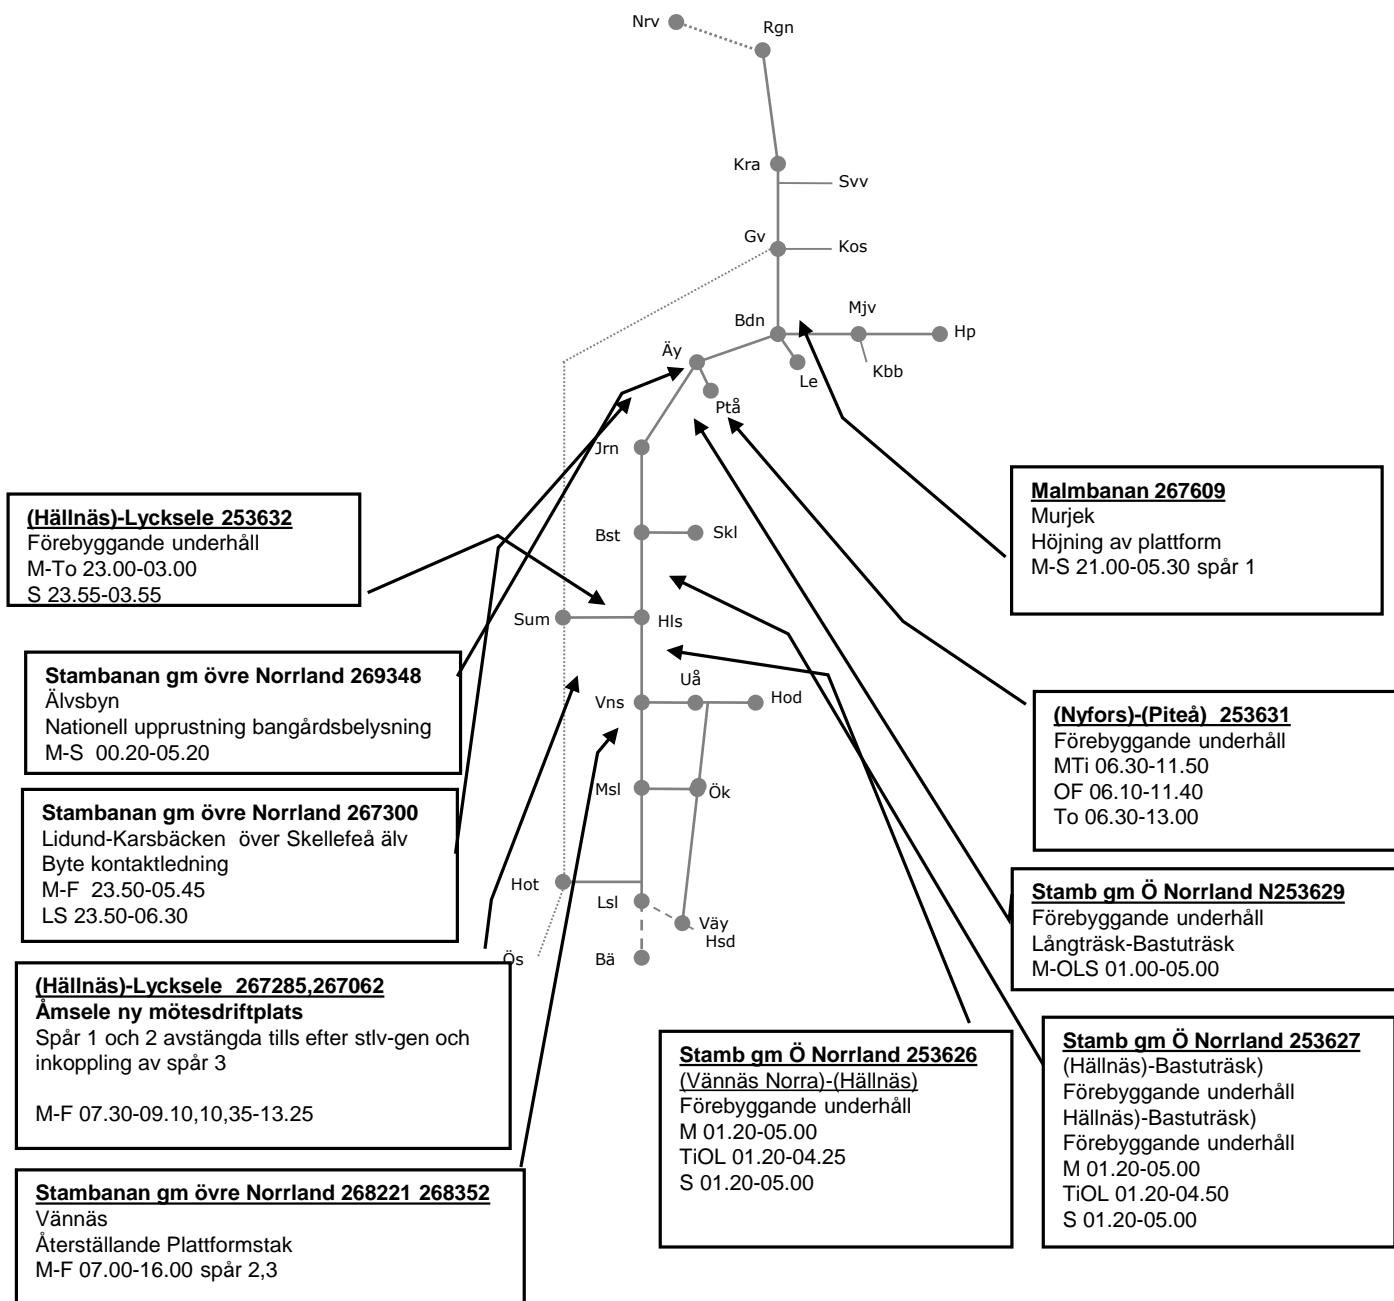 Nrv
Rgn
Kra
Svv
Gv
Kos
Bdn
Mjv
Hp
Äy
Le
Kbb
Ptå
Jrn
Bst
Skl
Sum
Hls
Uå
Vns
Hod
Msl
Ök
Hot
Lsl
Väy
Hsd
Ös
Bä
(Hällnäs)-Lycksele 253632
Förebyggande underhåll
M-To 23.00-03.00
S 23.55-03.55
Stambanan gm övre Norrland 269348
Älvsbyn
Nationell upprustning bangårdsbelysning
M-S 00.20-05.20
Stambanan gm övre Norrland 267300
Lidund-Karsbäcken över Skellefeå älv
Byte kontaktledning
M-F 23.50-05.45
LS 23.50-06.30
(Hällnäs)-Lycksele 267285,267062
Åmsele ny mötesdriftplats
Spår 1 och 2 avstängda tills efter stlv-gen och
inkoppling av spår 3
M-F 07.30-09.10,10,35-13.25
Stambanan gm övre Norrland 268221 268352
Vännäs
Återställande Plattformstak
M-F 07.00-16.00 spår 2,3
Malmbanan 267609
Murjek
Höjning av plattform
M-S 21.00-05.30 spår 1
(Nyfors)-(Piteå) 253631
Förebyggande underhåll
MTi 06.30-11.50
OF 06.10-11.40
To 06.30-13.00
Stamb gm Ö Norrland N253629
Förebyggande underhåll
Långträsk-Bastuträsk
M-OLS 01.00-05.00
Stamb gm Ö Norrland 253626
(Vännäs Norra)-(Hällnäs)
Förebyggande underhåll
M 01.20-05.00
TiOL 01.20-04.25
S 01.20-05.00
Stamb gm Ö Norrland 253627
(Hällnäs)-Bastuträsk)
Förebyggande underhåll
Hällnäs)-Bastuträsk)
Förebyggande underhåll
M 01.20-05.00
TiOL 01.20-04.50
S 01.20-05.00